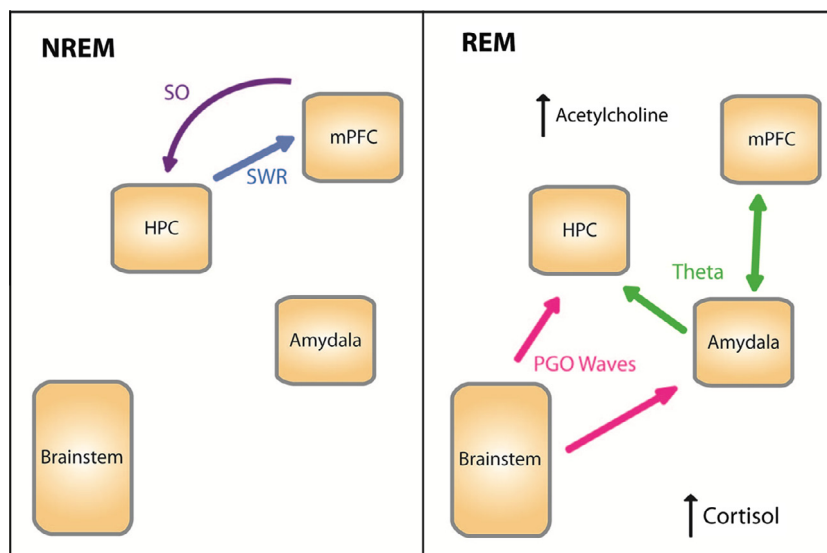 NREM
SO
mPFC
SWR
HPC
Amydala
Brainstem
REM
Acetylcholine
mPFC
HPC
Theta
Amydala
PGO Waves
Brainstem
Cortisol